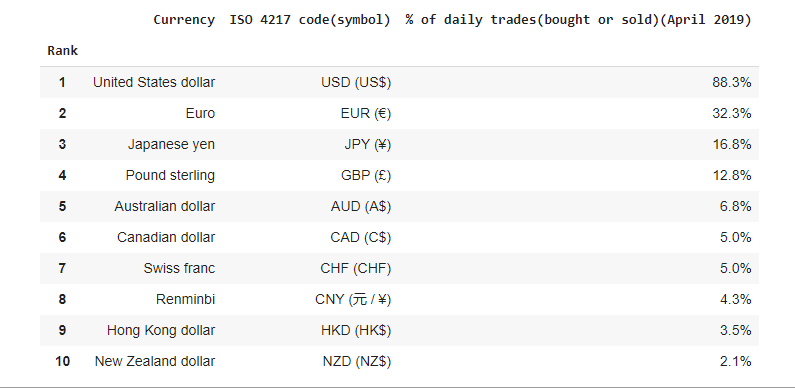 Currency ISO 4217 code(symbol) % of daily trades(bought or sold)(April 2019)
Rank
1 United States dollar USD (US$) 88.3%
2 Euro EUR (€) 32.3%
3 Japanese yen JPY (¥) 16.8%
4 Pound sterling GBP (£) 12.8%
5 Australian dollar AUD (A$) 6.8%
6 Canadian dollar CAD (C$) 5.0%
7 Swiss franc CHF (CHF) 5.0%
8 Renminbi CNY (元 / ¥) 4.3%
9 Hong Kong dollar HKD (HK$) 3.5%
10 New Zealand dollar NZD (NZ$) 2.1%